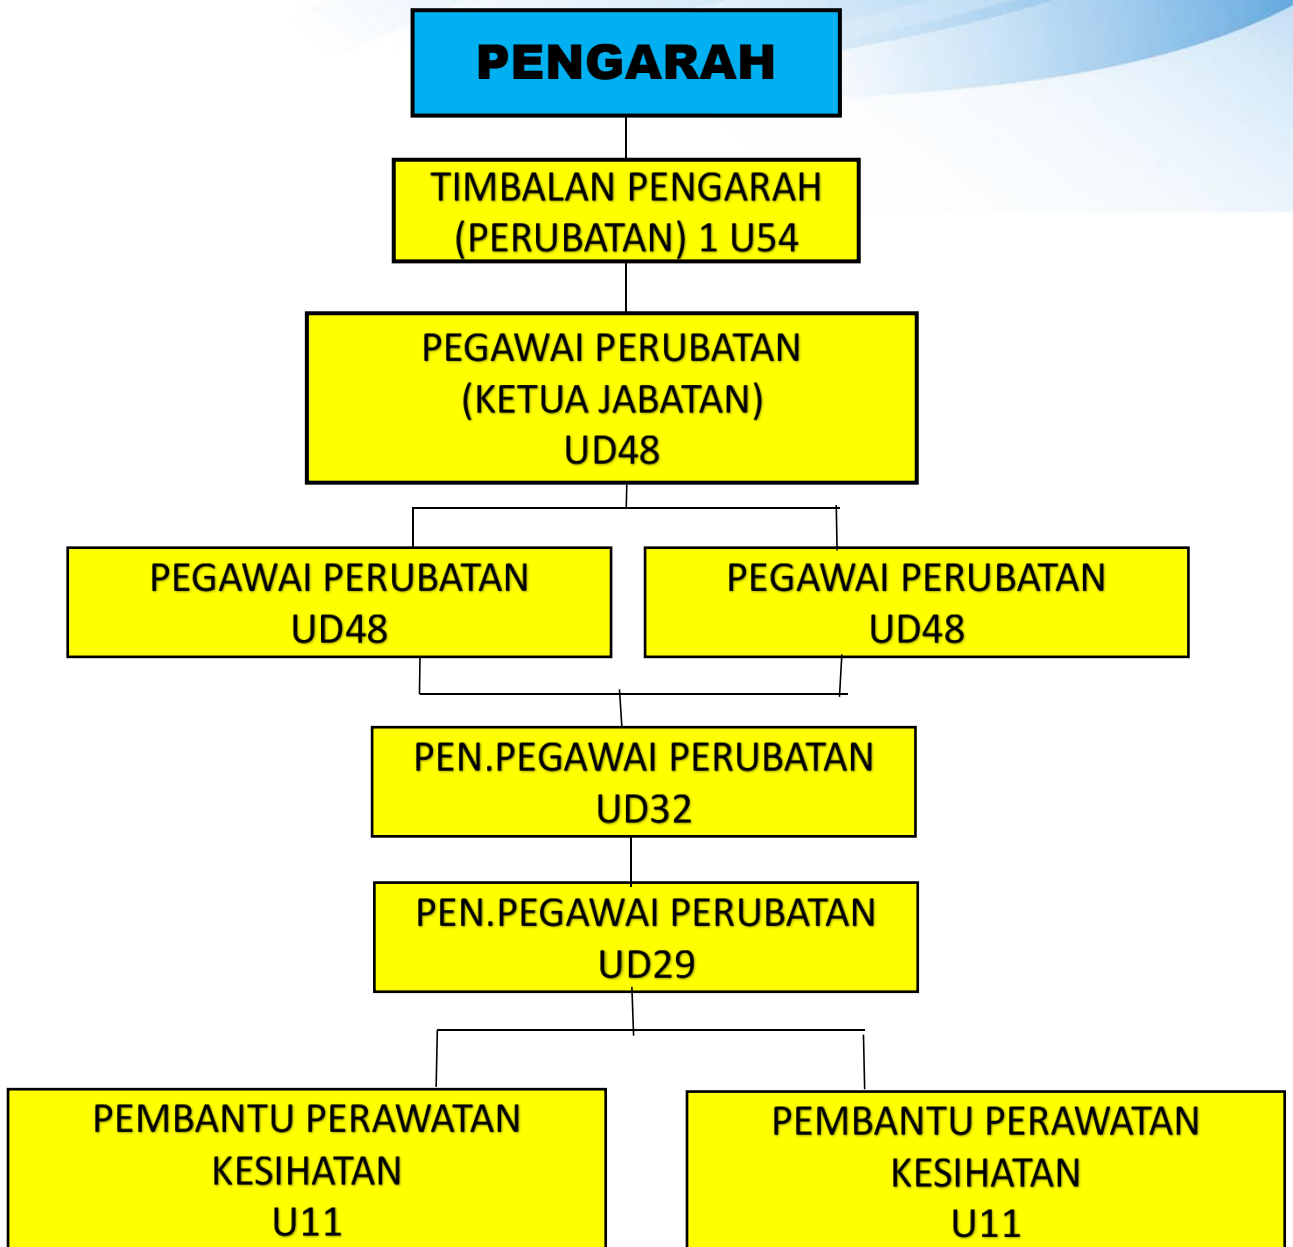 PENGARAH
TIMBALAN PENGARAH
(PERUBATAN) 1 U54
PEGAWAI PERUBATAN
(KETUA JABATAN)
UD48
PEGAWAI PERUBATAN
UD48
PEGAWAI PERUBATAN
UD48
PEN.PEGAWAI PERUBATAN
UD32
PEN.PEGAWAI PERUBATAN
UD29
PEMBANTU PERAWATAN
KESIHATAN
U11
PEMBANTU PERAWATAN
KESIHATAN
U11